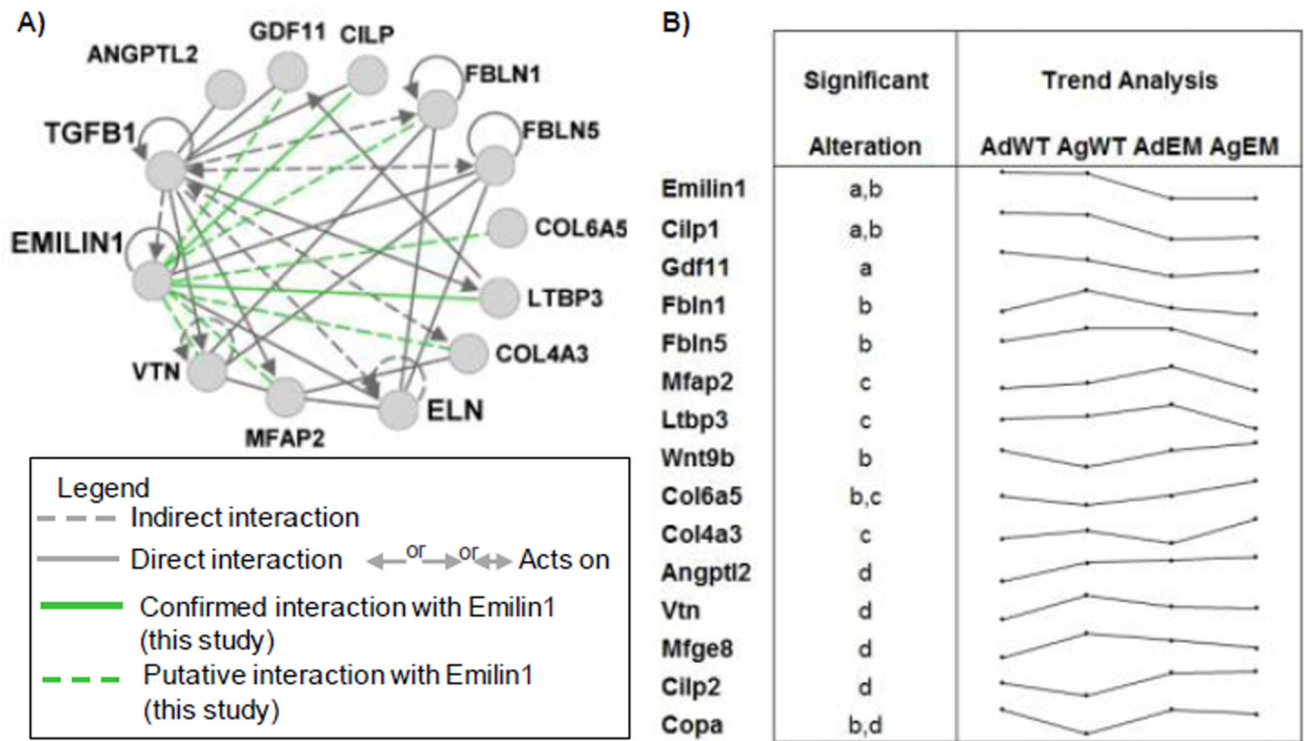 A)
GDF11 CILP
ANGPTL2
FBLN1
TGFB1
FBLN5
EMILIN1
COL6A5
LTBP3
COL4A3
VTN
ELN
MFAP2
Legend
Indirect interaction
Direct interaction or or Acts on
Confirmed interaction with Emilin1
(this study)
Putative interaction with Emilin1
(this study)
B)
Significant Trend Analysis
Alteration AdWT AgWT AdEM AgEM
Emilin1 a,b
Cilp1 a,b
Gdf11 a
Fbln1 b
Fbln5 b
Mfap2 c
Ltbp3 c
Wnt9b b
Col6a5 b,c
Col4a3 c
Angptl2 d
Vtn d
Mfge8 d
Cilp2 d
Copa b,d